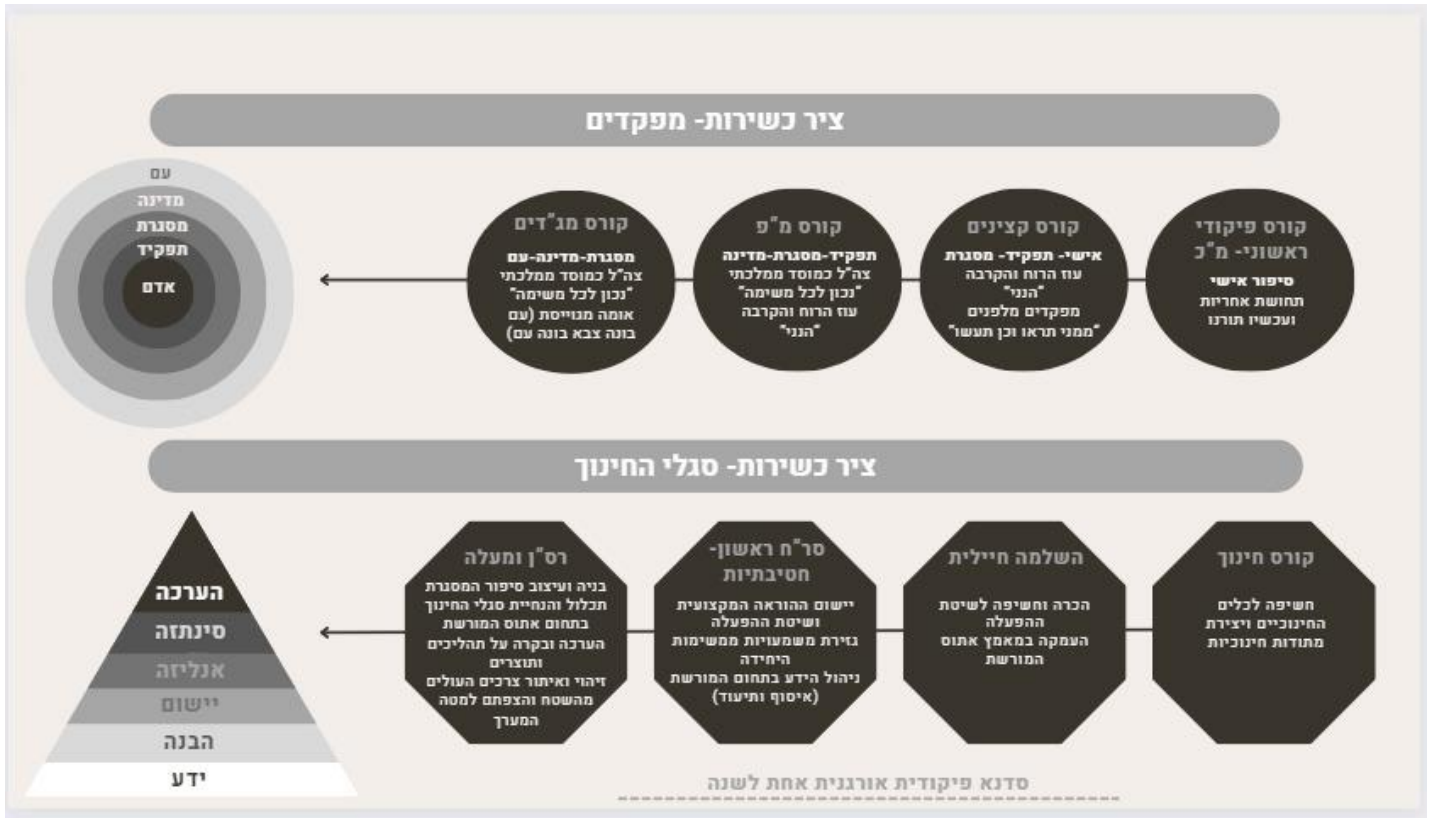 ציר כשירות- מפקדים
קורס פיקודי
ראשוני- מ"כ
סיפור אישי
תחושת אחריות
ועכשיו תורנו
קורס קצינים
אישי- תפקיד- מסגרת
עוז הרוח והקרבה
"הנני"
מפקדים מלפנים
"ממני תראו וכן תעשו"
קורס מ"פ
תפקיד-מסגרת-מדינה
צה"ל כמוסד ממלכתי
"נכון לכל משימה"
עוז הרוח והקרבה
"הנני"
קורס מג"דים
מסגרת-מדינה-עם
צה"ל כמוסד ממלכתי
"נכון לכל משימה"
אומה מגוייסת (עם
בונה צבא בונה עם)
עם
מדינה
מסגרת
תפקיד
אדם
ציר כשירות- סגלי החינוך
קורס חינוך
חשיפה לכלים
החינוכיים ויצירת
מתודות חינוכיות
השלמה חיילית
הכרה וחשיפה לשיטת
ההפעלה
העמקה במאמץ אתוס
המורשת
סר"ח ראשון-
חטיבתיות
יישום ההוראה המקצועית
ושיטת ההפעלה
גזירת משמעויות ממשימות
היחידה
ניהול הידע בתחום המורשת
(איסוף ותיעוד)
רס"ן ומעלה
בניה ועיצוב סיפור המסגרת
תכלול והנחיית סגלי החינוך
בתחום אתוס המורשת
הערכה ובקרה על תהליכים
ותוצרים
זיהוי ואיתור צרכים העולים
מהשטח והצפתם למטה
המערך
הערכה
סינתזה
אנליזה
יישום
הבנה
ידע
סדנא פיקודית אורגנית אחת לשנה